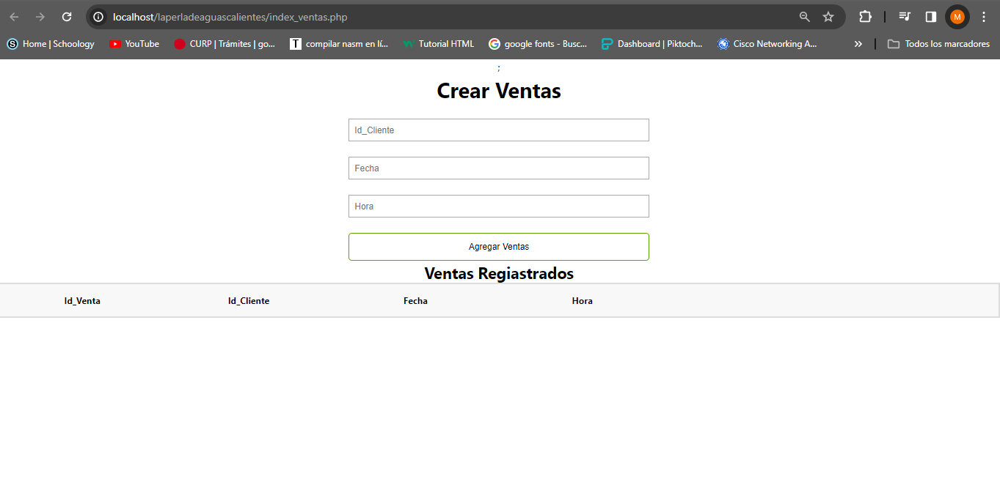 localhost/laperladeaguascalientes/index_ventas.php M
S Home | Schoology YouTube CURP | Trámites | go... T compilar nasm en lí... Tutorial HTML google fonts - Busc... Dashboard | Piktoch... Cisco Networking A... » Todos los marcadores
;
Crear Ventas
Id_Cliente
Fecha
Hora
Agregar Ventas
Ventas Regiastrados
Id_Venta Id_Cliente Fecha Hora